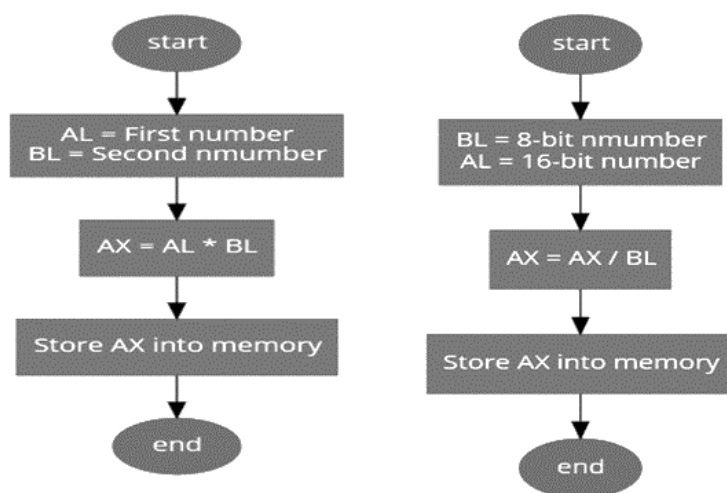 start
AL = First number
BL = Second nmumber
AX = AL * BL
Store AX into memory
end
start
BL = 8-bit nmumber
AL = 16-bit number
AX = AX / BL
Store AX into memory
end